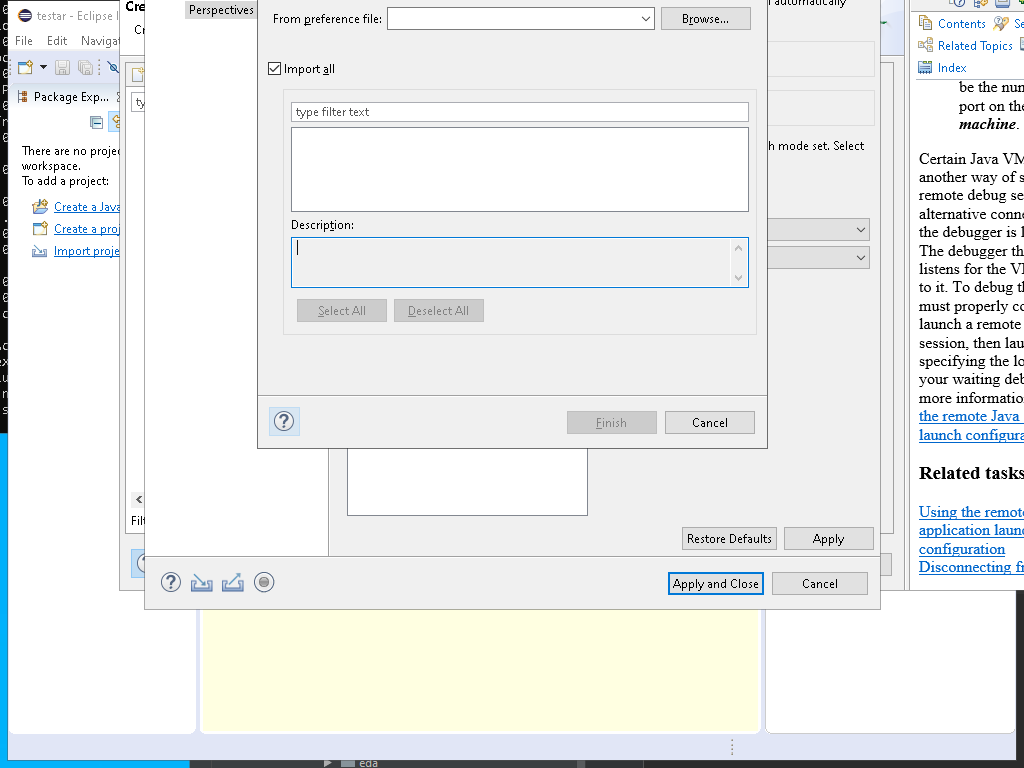 testar - Eclipse
File Edit Navigat
Package Exp...
There are no proje
workspace.
To add a project:
Create a Java
Create a proj
Import proje
Cre
Perspectives
From preference file:
Browse...
Import all
type filter text
Description:
Select All
Deselect All
Finish
Cancel
automatically
h mode set. Select
Restore Defaults
Apply
Apply and Close
Cancel
Filt
Contents
Se
Related Topics
Index
be the num
port on the
machine.
Certain Java VM
another way of s
remote debug se
alternative conne
the debugger is l
The debugger th
listens for the VM
to it. To debug th
must properly co
launch a remote
session, then lau
specifying the lo
your waiting deb
more informatio
the remote Java
launch configura
Related tasks
Using the remote
application laun
configuration
Disconnecting fr
eda